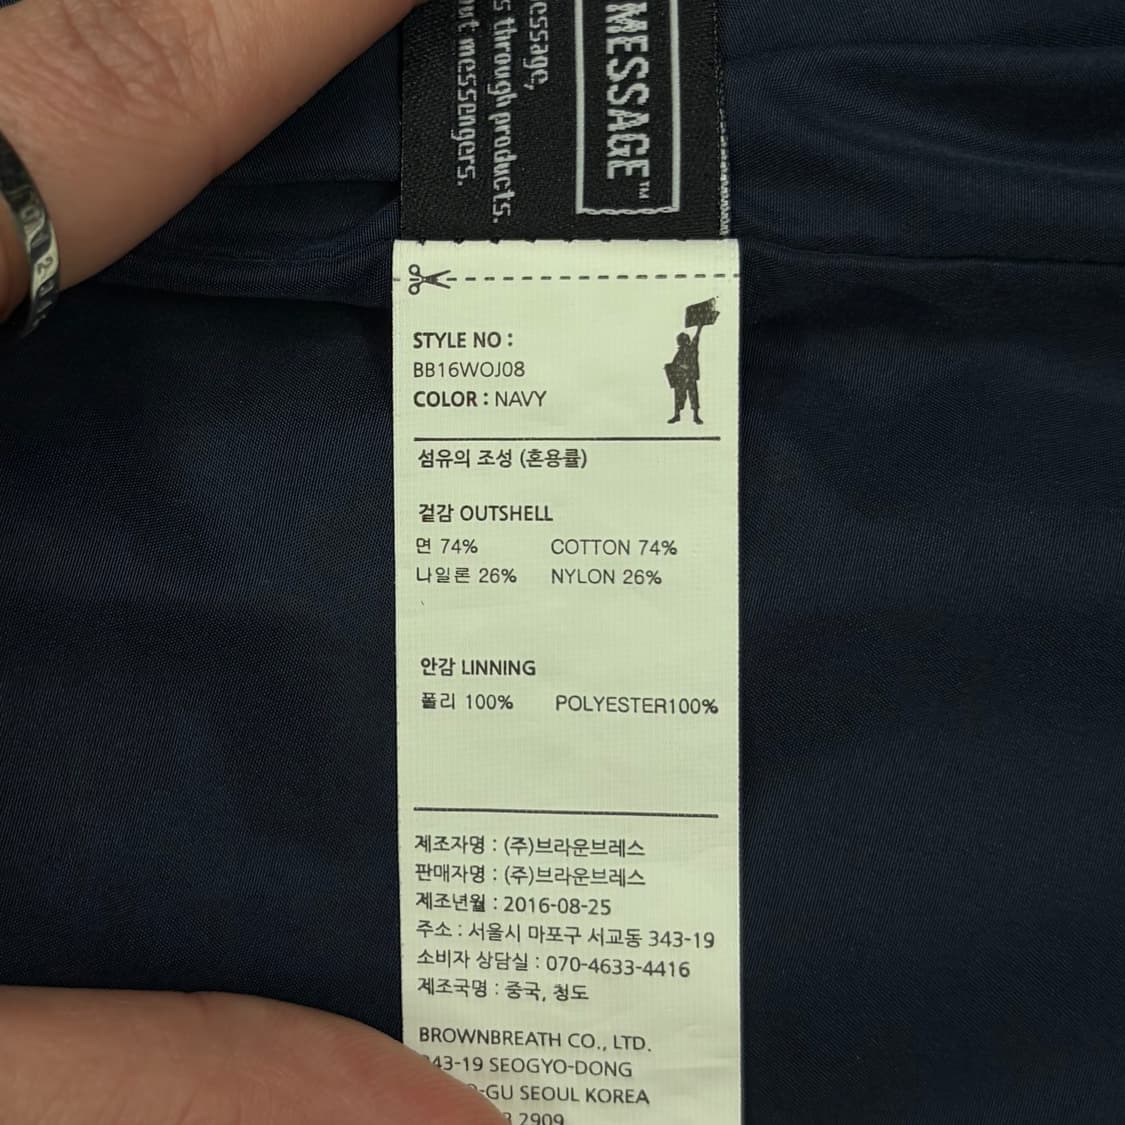 MESSAGE™
essage,
s through products.
ut messengers.
STYLE NO :
BB16WOJ08
COLOR : NAVY
섬유의 조성 (혼용률)
겉감 OUTSHELL
면 74% COTTON 74%
나일론 26% NYLON 26%
안감 LINNING
폴리 100% POLYESTER100%
제조자명 : (주)브라운브레스
판매자명 : (주)브라운브레스
제조년월 : 2016-08-25
주소 : 서울시 마포구 서교동 343-19
소비자 상담실 : 070-4633-4416
제조국명 : 중국, 청도
BROWNBREATH CO., LTD.
343-19 SEOGYO-DONG
O-GU SEOUL KOREA
2909